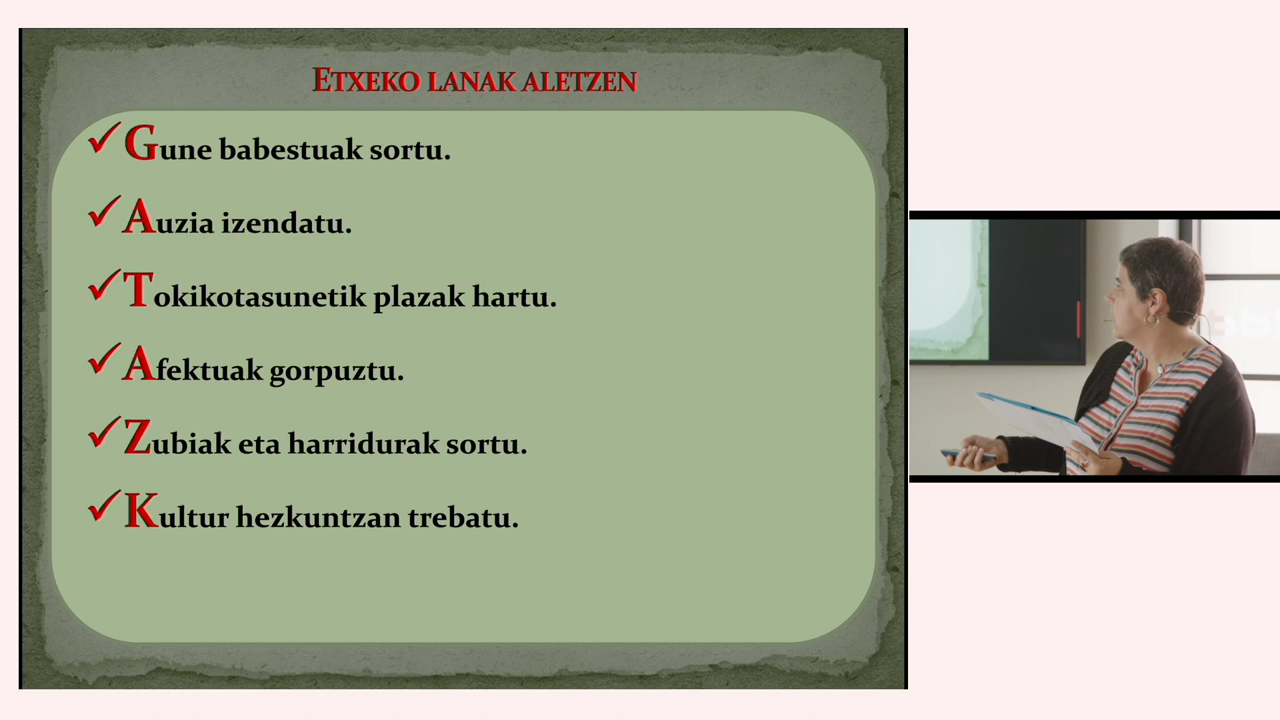 ETXEKO LANAK ALETZEN
✓Gune babestuak sortu.
✓Auzia izendatu.
✓Tokikotasunetik plazak hartu.
✓Afektuak gorpuztu.
✓Zubiak eta harridurak sortu.
✓Kultur hezkuntzan trebatu.